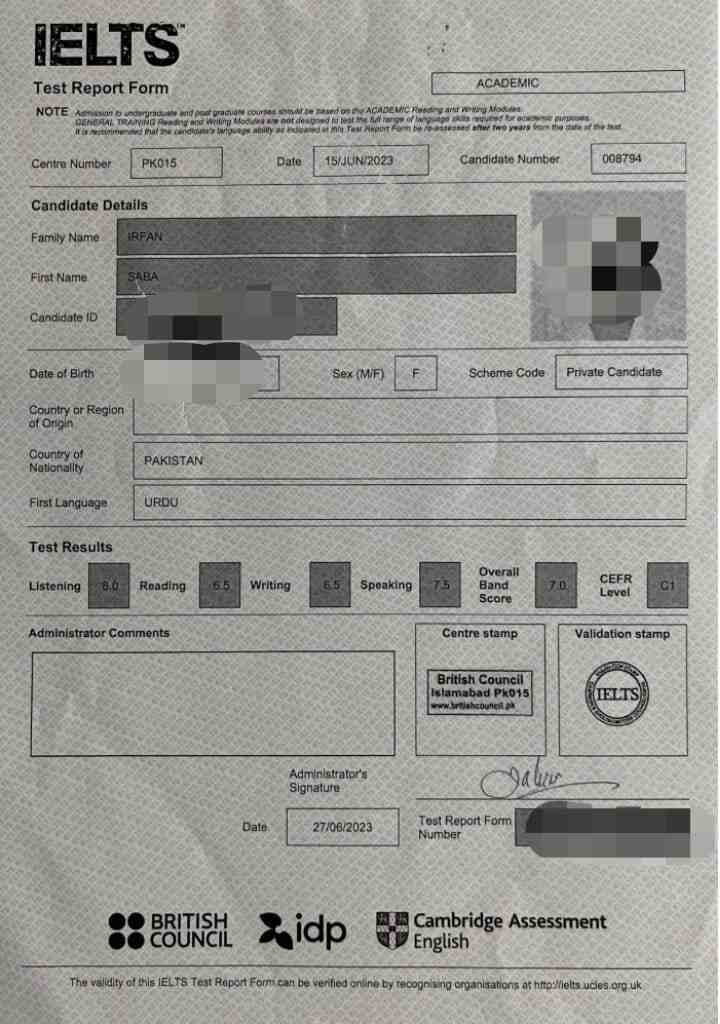 IELTS™
Test Report Form
ACADEMIC
NOTE Admission to undergraduate and post graduate courses should be based on the ACADEMIC Reading and Writing Modules.
GENERAL TRAINING Reading and Writing Modules are not designed to test the full range of language skills required for academic purposes.
It is recommended that the candidate's language ability as indicated in this Test Report Form be re-assessed after two years from the date of the test.
Centre Number PK015 Date 15/JUN/2023 Candidate Number 008794
Candidate Details
Family Name IRFAN
First Name SABA
Candidate ID
Date of Birth Sex (M/F) F Scheme Code Private Candidate
Country or Region
of Origin
Country of
Nationality PAKISTAN
First Language URDU
Test Results
Listening 8.0 Reading 6.5 Writing 6.5 Speaking 7.5 Overall Band Score 7.0 CEFR Level C1
Administrator Comments Centre stamp Validation stamp
British Council
Islamabad Pk015
www.britishcouncil.pk
IELTS
Administrator's
Signature
Date 27/06/2023 Test Report Form
Number
BRITISH COUNCIL idp Cambridge Assessment
English
The validity of this IELTS Test Report Form can be verified online by recognising organisations at http://ielts.ucles.org.uk